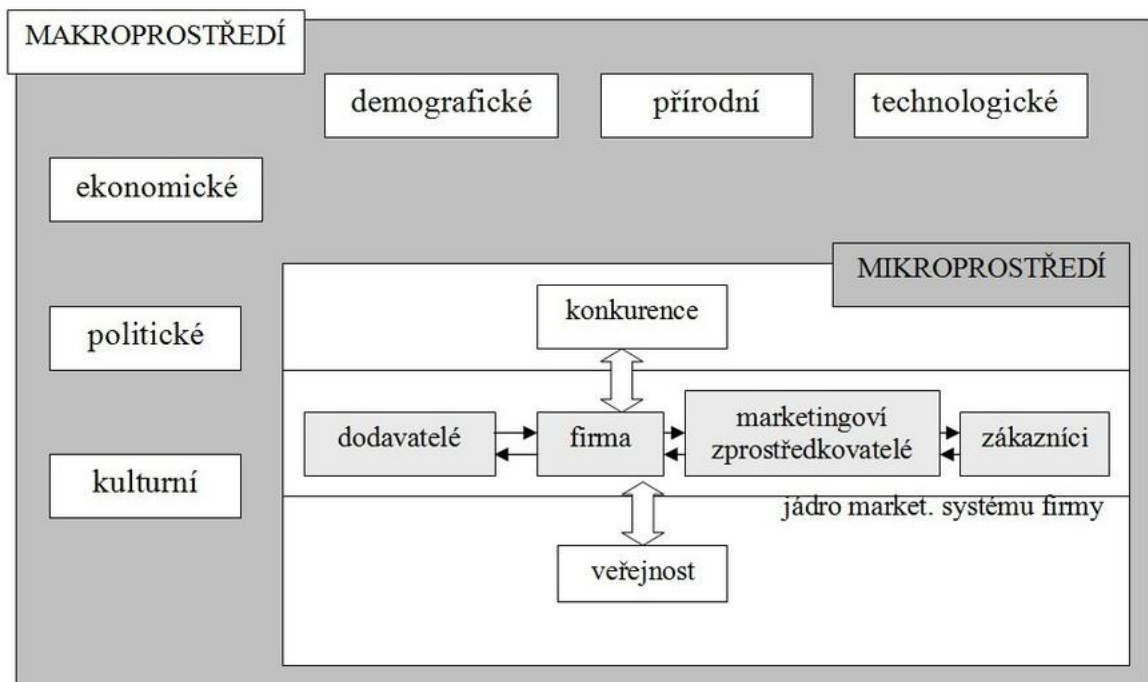 MAKROPROSTŘEDÍ
demografické
přírodní
technologické
ekonomické
MIKROPROSTŘEDÍ
konkurence
politické
dodavatelé
firma
marketingoví
zprostředkovatelé
zákazníci
kulturní
jádro market. systému firmy
veřejnost